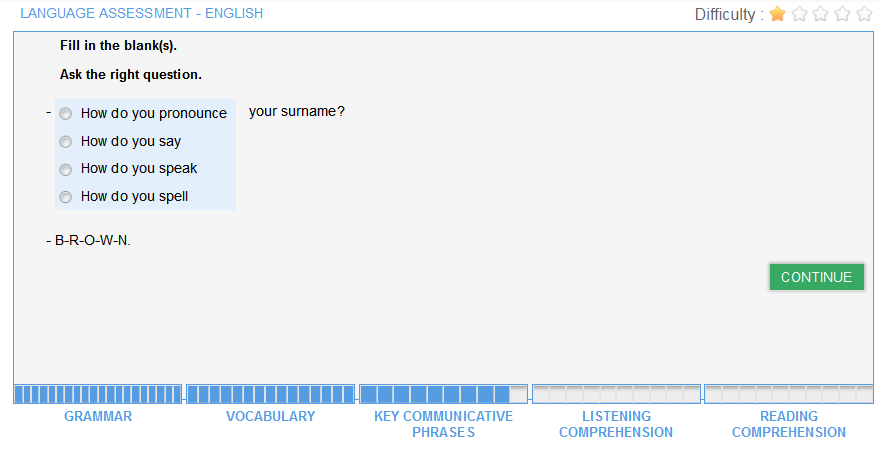 LANGUAGE ASSESSMENT - ENGLISH
Difficulty :
Fill in the blank(s).
Ask the right question.
- How do you pronounce your surname?
How do you say
How do you speak
How do you spell
- B-R-O-W-N.
CONTINUE
GRAMMAR
VOCABULARY
KEY COMMUNICATIVE
PHRASES
LISTENING
COMPREHENSION
READING
COMPREHENSION